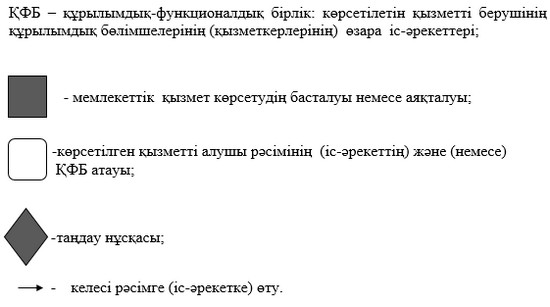 ҚФБ – құрылымдық-функционалдық бірлік: көрсетілетін қызметті берушінің
құрылымдық бөлімшелерінің (қызметкерлерінің) өзара іс-әрекеттері;
- мемлекеттік қызмет көрсетудің басталуы немесе аяқталуы;
-көрсетілген қызметті алушы рәсімінің (іс-әрекеттің) және (немесе)
ҚФБ атауы;
-таңдау нұсқасы;
- келесі рәсімге (іс-әрекетке) өту.